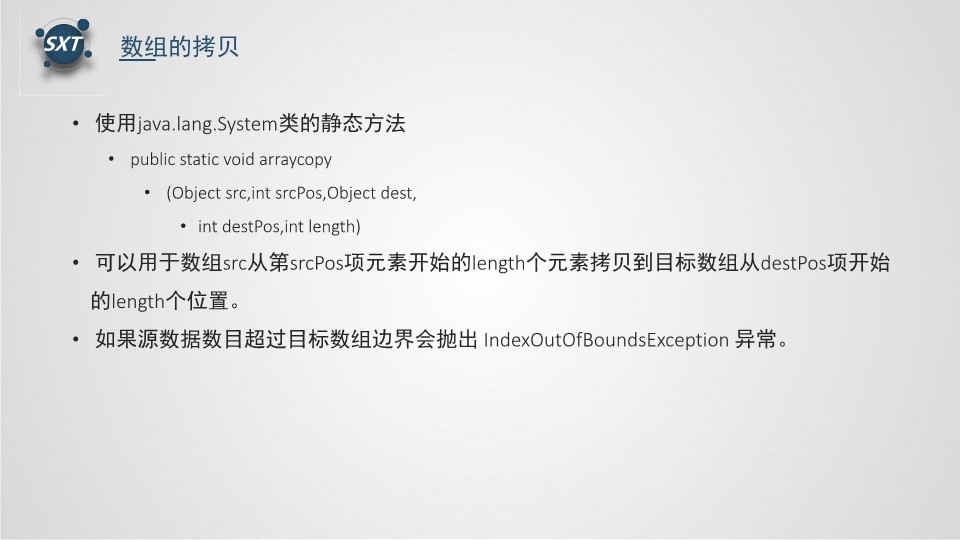 SXT
数组的拷贝
• 使用java.lang.System类的静态方法
• public static void arraycopy
• (Object src,int srcPos,Object dest,
• int destPos,int length)
• 可以用于数组src从第srcPos项元素开始的length个元素拷贝到目标数组从destPos项开始
的length个位置。
• 如果源数据数目超过目标数组边界会抛出 IndexOutOfBoundsException 异常。